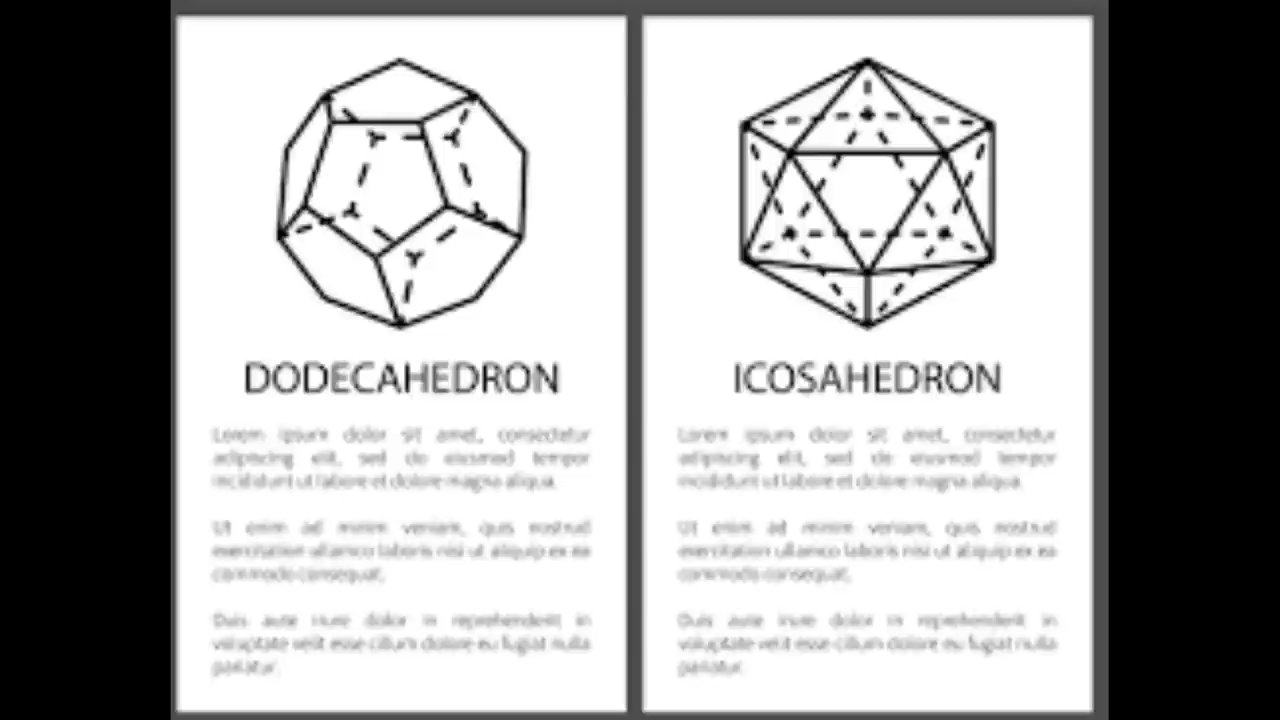 DODECAHEDRON
Lorem ipsum dolor sit amet, consectetur
adipiscing elit, sed do eiusmod tempor
incididunt ut labore et dolore magna aliqua.
Ut enim ad minim veniam, quis nostrud
exercitation ullamco laboris nisi ut aliquip ex ea
commodo consequat.
Duis aute irure dolor in reprehenderit in
voluptate velit esse cillum dolore eu fugiat nulla
pariatur.
ICOSAHEDRON
Lorem ipsum dolor sit amet, consectetur
adipiscing elit, sed do eiusmod tempor
incididunt ut labore et dolore magna aliqua.
Ut enim ad minim veniam, quis nostrud
exercitation ullamco laboris nisi ut aliquip ex ea
commodo consequat.
Duis aute irure dolor in reprehenderit in
voluptate velit esse cillum dolore eu fugiat nulla
pariatur.